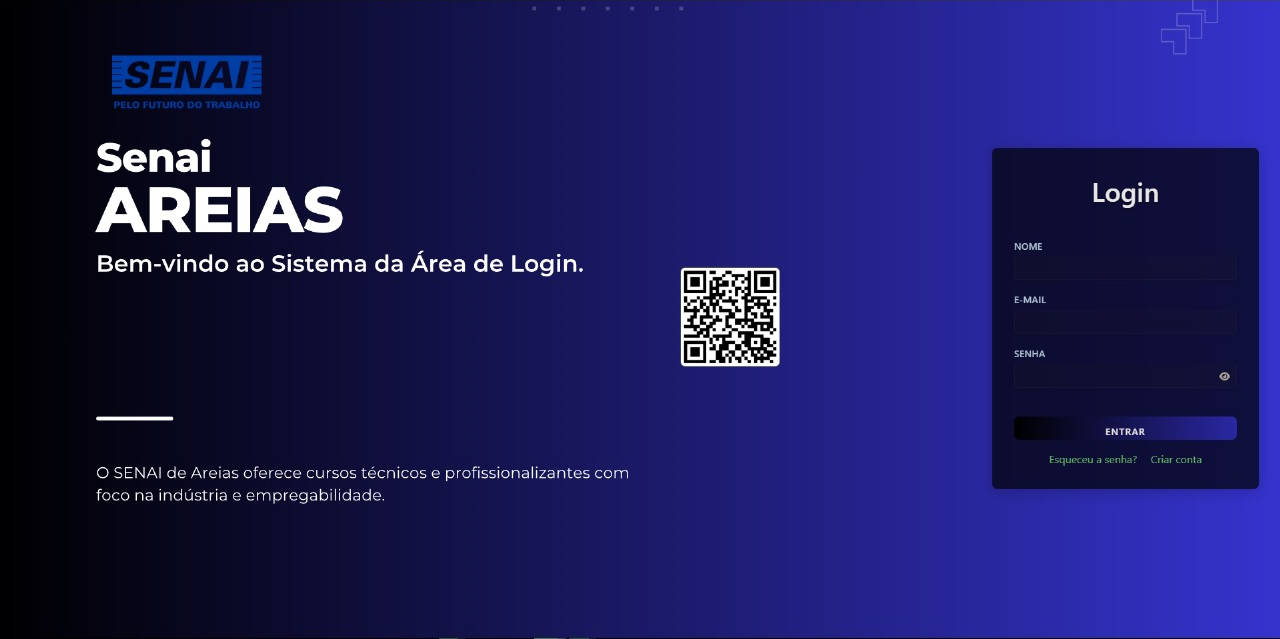 SENAI
PELO FUTURO DO TRABALHO
Senai
AREIAS
Bem-vindo ao Sistema da Área de Login.
O SENAI de Areias oferece cursos técnicos e profissionalizantes com
foco na indústria e empregabilidade.
Login
NOME
E-MAIL
SENHA
ENTRAR
Esqueceu a senha? Criar conta